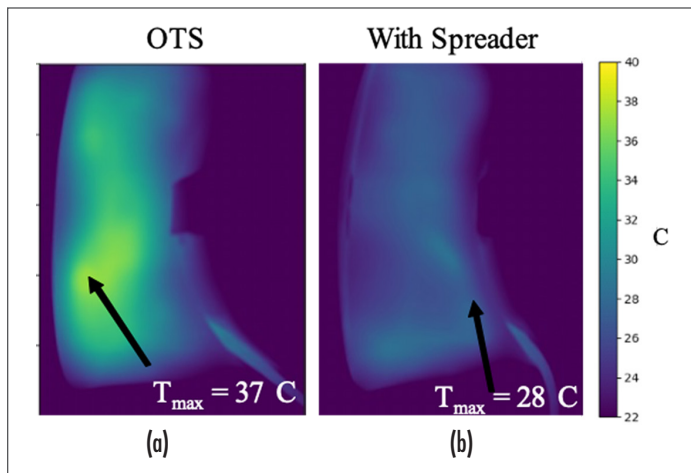 OTS
With Spreader
40
38
36
34
32
30
28
26
24
22
C
Tmax = 37 C
Tmax = 28 C
(a)
(b)